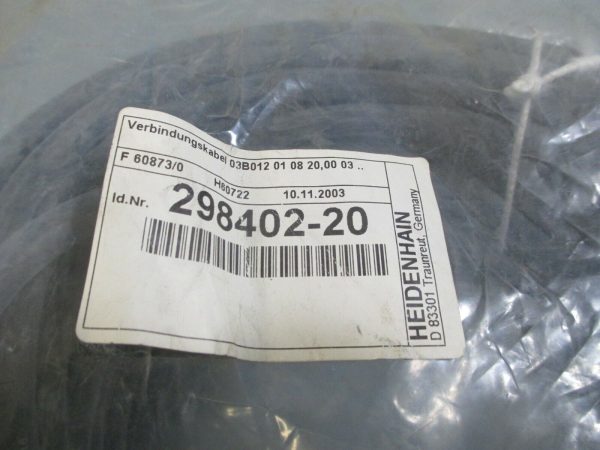 Verbindungskabel 03B012 01 08 20,00 03 ..
F 60873/0 H60722 10.11.2003
Id.Nr. 298402-20
HEIDENHAIN
D 83301 Traunreut, Germany